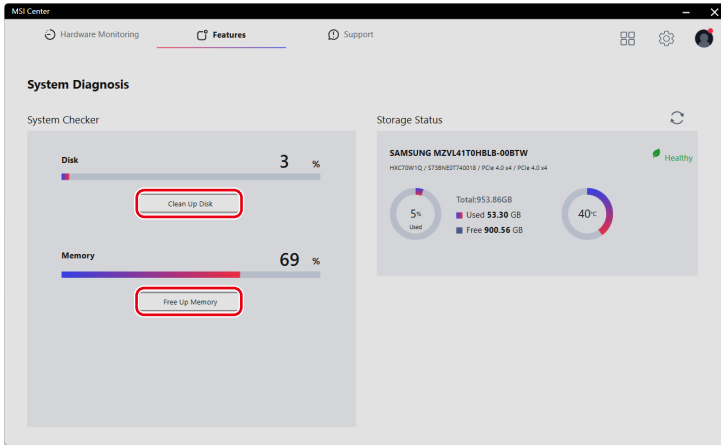 MSI Center
Hardware Monitoring
Features
Support
System Diagnosis
System Checker
Storage Status
Disk
3 %
Clean Up Disk
Memory
69 %
Free Up Memory
SAMSUNG MZVL41T0HBLB-00BTW
Healthy
HXC70W1Q / S73BNE0T740018 / PCIe 4.0 x4 / PCIe 4.0 x4
5%
Used
Total:953.86GB
Used 53.30 GB
Free 900.56 GB
40°C